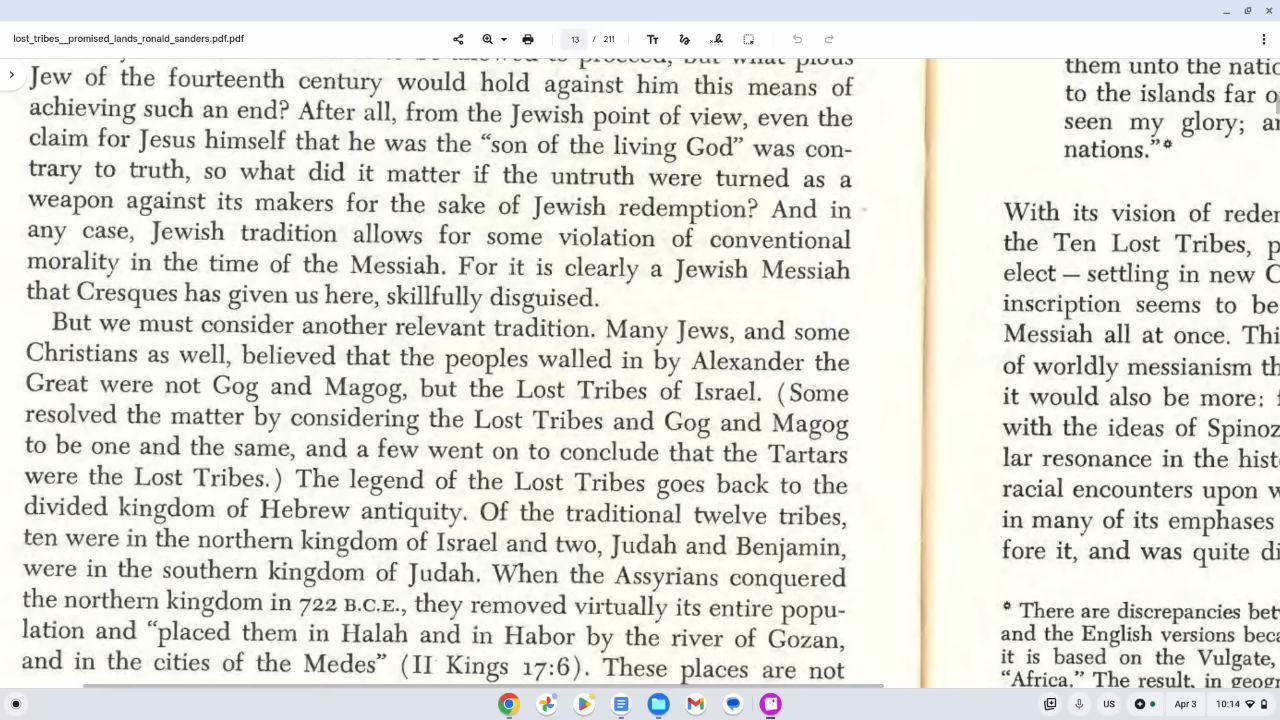 lost_tribes__promised_lands_ronald_sanders.pdf.pdf
13 / 211
to be allowed to proceed, but what pious
Jew of the fourteenth century would hold against him this means of
achieving such an end? After all, from the Jewish point of view, even the
claim for Jesus himself that he was the “son of the living God” was con-
trary to truth, so what did it matter if the untruth were turned as a
weapon against its makers for the sake of Jewish redemption? And in
any case, Jewish tradition allows for some violation of conventional
morality in the time of the Messiah. For it is clearly a Jewish Messiah
that Cresques has given us here, skillfully disguised.
But we must consider another relevant tradition. Many Jews, and some
Christians as well, believed that the peoples walled in by Alexander the
Great were not Gog and Magog, but the Lost Tribes of Israel. (Some
resolved the matter by considering the Lost Tribes and Gog and Magog
to be one and the same, and a few went on to conclude that the Tartars
were the Lost Tribes.) The legend of the Lost Tribes goes back to the
divided kingdom of Hebrew antiquity. Of the traditional twelve tribes,
ten were in the northern kingdom of Israel and two, Judah and Benjamin,
were in the southern kingdom of Judah. When the Assyrians conquered
the northern kingdom in 722 B.C.E., they removed virtually its entire popu-
lation and “placed them in Halah and in Habor by the river of Gozan,
and in the cities of the Medes” (II Kings 17:6). These places are not
them unto the natio
to the islands far o
seen my glory; an
nations.”*
With its vision of reder
the Ten Lost Tribes, p
elect — settling in new C
inscription seems to be
Messiah all at once. Thi
of worldly messianism th
it would also be more: f
with the ideas of Spinoz
lar resonance in the hist
racial encounters upon w
in many of its emphases
fore it, and was quite di
* There are discrepancies bet
and the English versions beca
it is based on the Vulgate,
“Africa.” The result, in geogr
US
Apr 3
10:14